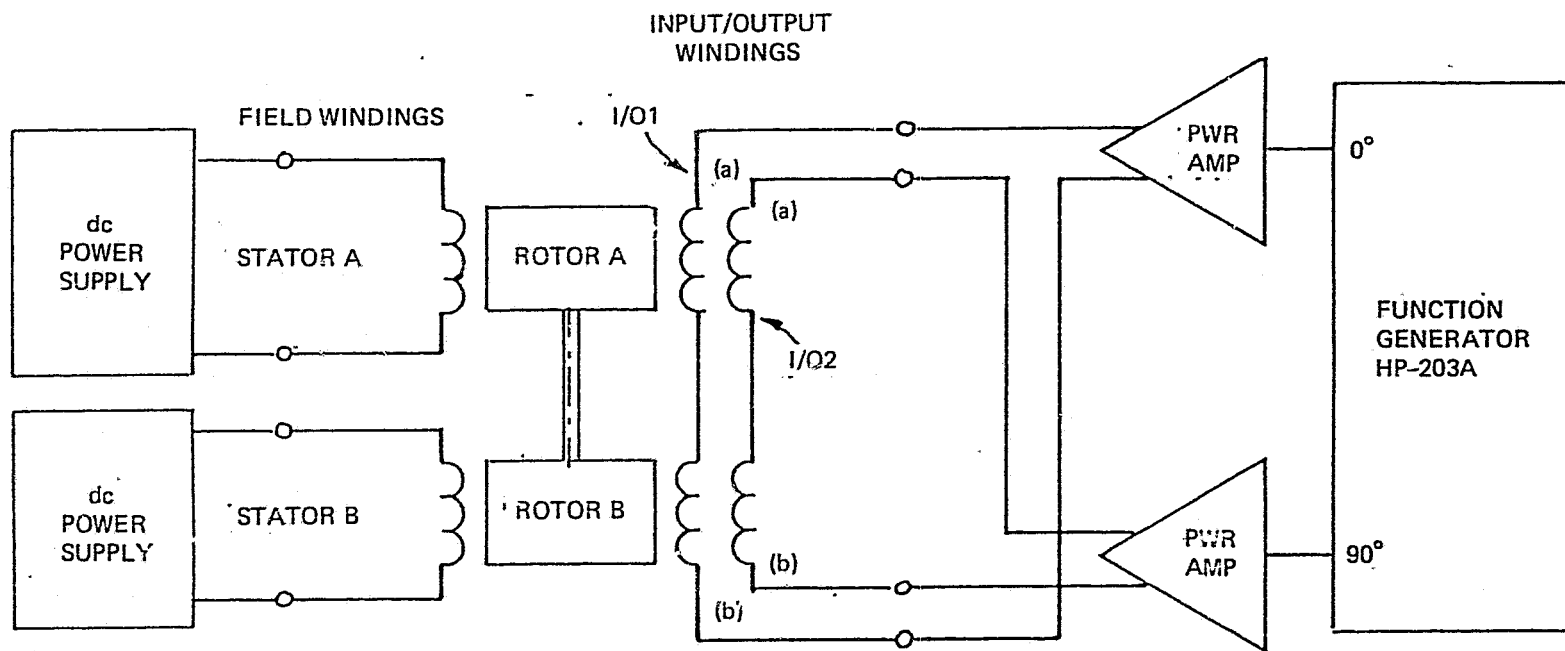 INPUT/OUTPUT
WINDINGS
FIELD WINDINGS
I/O1
(a)
(a)
dc
POWER
SUPPLY
STATOR A
ROTOR A
PWR
AMP
0°
I/O2
FUNCTION
GENERATOR
HP-203A
dc
POWER
SUPPLY
STATOR B
ROTOR B
(b)
(b)
PWR
AMP
90°